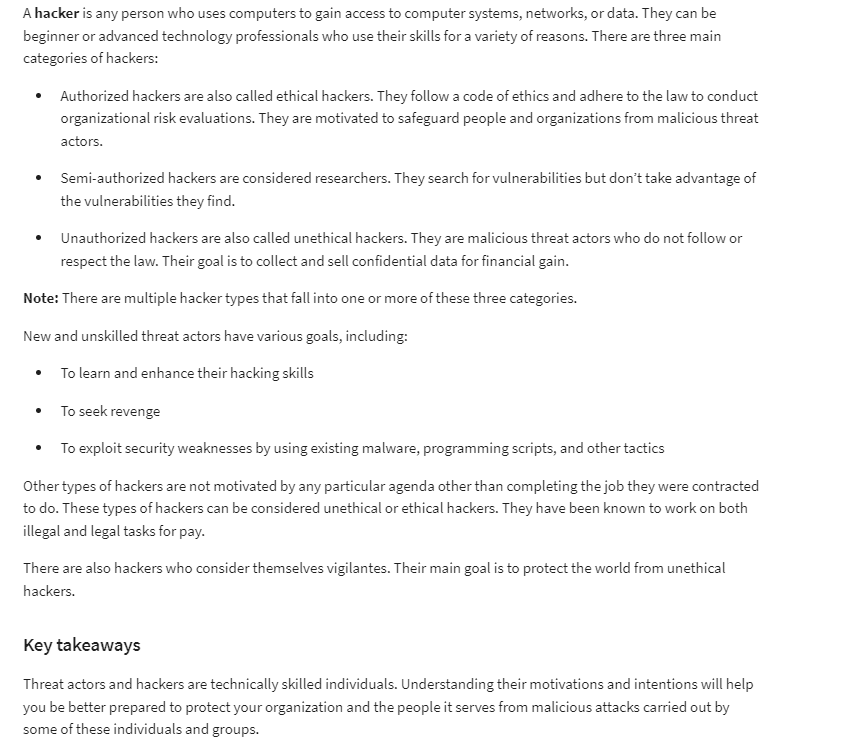 A hacker is any person who uses computers to gain access to computer systems, networks, or data. They can be
beginner or advanced technology professionals who use their skills for a variety of reasons. There are three main
categories of hackers:
• Authorized hackers are also called ethical hackers. They follow a code of ethics and adhere to the law to conduct
organizational risk evaluations. They are motivated to safeguard people and organizations from malicious threat
actors.
• Semi-authorized hackers are considered researchers. They search for vulnerabilities but don't take advantage of
the vulnerabilities they find.
• Unauthorized hackers are also called unethical hackers. They are malicious threat actors who do not follow or
respect the law. Their goal is to collect and sell confidential data for financial gain.
Note: There are multiple hacker types that fall into one or more of these three categories.
New and unskilled threat actors have various goals, including:
• To learn and enhance their hacking skills
• To seek revenge
• To exploit security weaknesses by using existing malware, programming scripts, and other tactics
Other types of hackers are not motivated by any particular agenda other than completing the job they were contracted
to do. These types of hackers can be considered unethical or ethical hackers. They have been known to work on both
illegal and legal tasks for pay.
There are also hackers who consider themselves vigilantes. Their main goal is to protect the world from unethical
hackers.
Key takeaways
Threat actors and hackers are technically skilled individuals. Understanding their motivations and intentions will help
you be better prepared to protect your organization and the people it serves from malicious attacks carried out by
some of these individuals and groups.